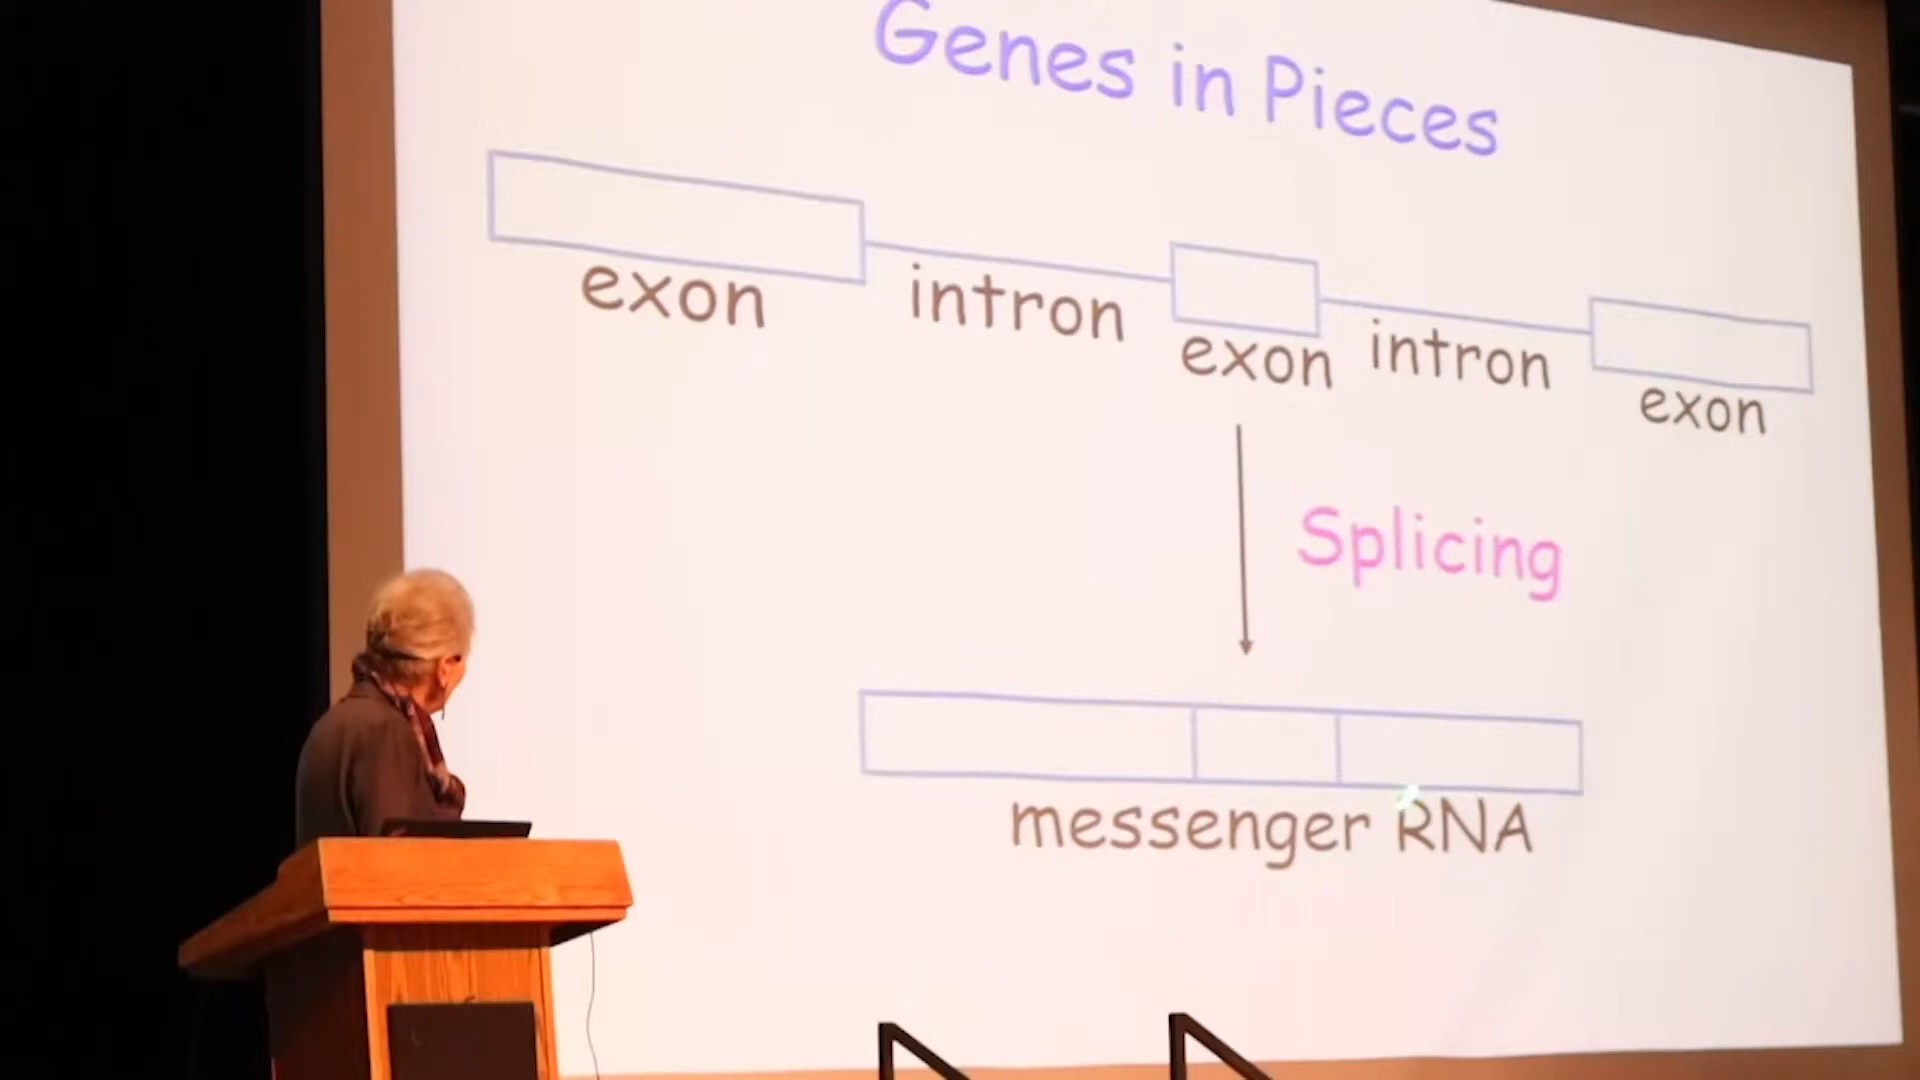 Genes in Pieces
exon
intron
exon
intron
exon
Splicing
messenger RNA